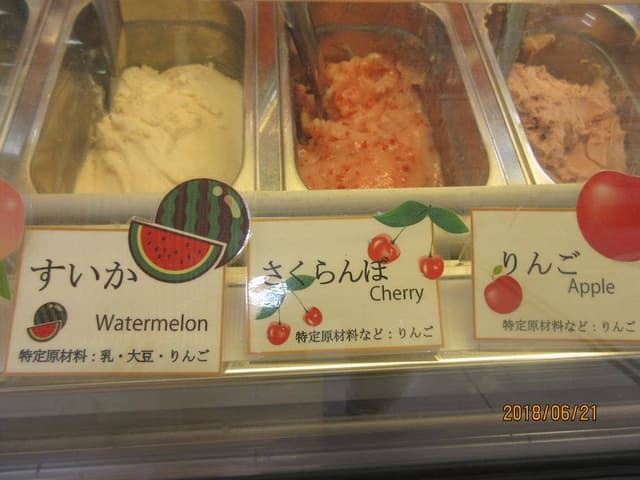 すいか
Watermelon
特定原材料：乳・大豆・りんご
さくらんぼ
Cherry
特定原材料など：りんご
りんご
Apple
特定原材料など：りんご
2018/06/21